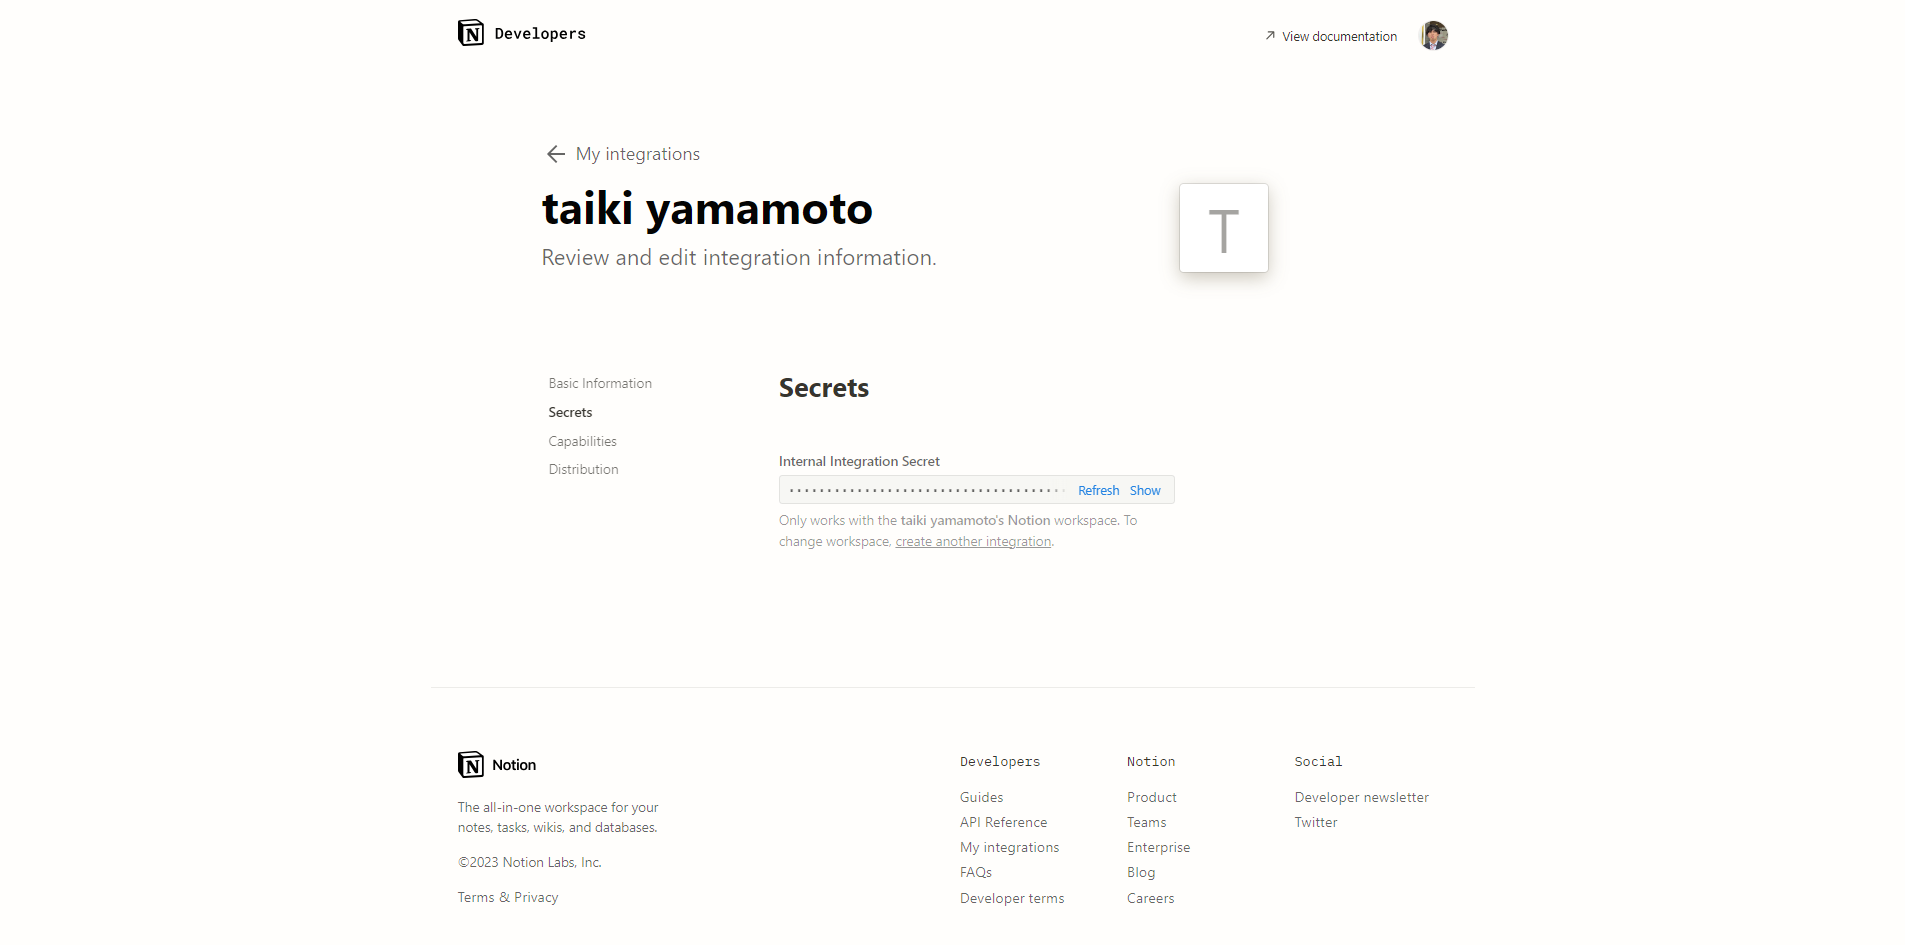 Developers
View documentation
My integrations
taiki yamamoto
Review and edit integration information.
T
Basic Information
Secrets
Capabilities
Distribution
Secrets
Internal Integration Secret
Refresh Show
Only works with the taiki yamamoto's Notion workspace. To
change workspace, create another integration.
Notion
The all-in-one workspace for your
notes, tasks, wikis, and databases.
©2023 Notion Labs, Inc.
Terms & Privacy
Developers
Guides
API Reference
My integrations
FAQs
Developer terms
Notion
Product
Teams
Enterprise
Blog
Careers
Social
Developer newsletter
Twitter